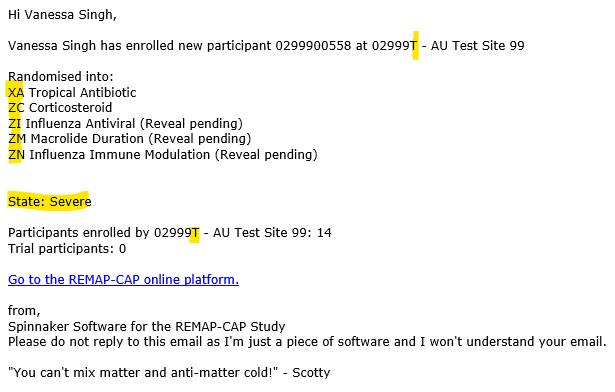 Hi Vanessa Singh,
Vanessa Singh has enrolled new participant 0299900558 at 02999T - AU Test Site 99
Randomised into:
XA Tropical Antibiotic
ZC Corticosteroid
ZI Influenza Antiviral (Reveal pending)
ZM Macrolide Duration (Reveal pending)
ZN Influenza Immune Modulation (Reveal pending)
State: Severe
Participants enrolled by 02999T - AU Test Site 99: 14
Trial participants: 0
Go to the REMAP-CAP online platform.
from,
Spinnaker Software for the REMAP-CAP Study
Please do not reply to this email as I'm just a piece of software and I won't understand your email.
"You can't mix matter and anti-matter cold!" - Scotty